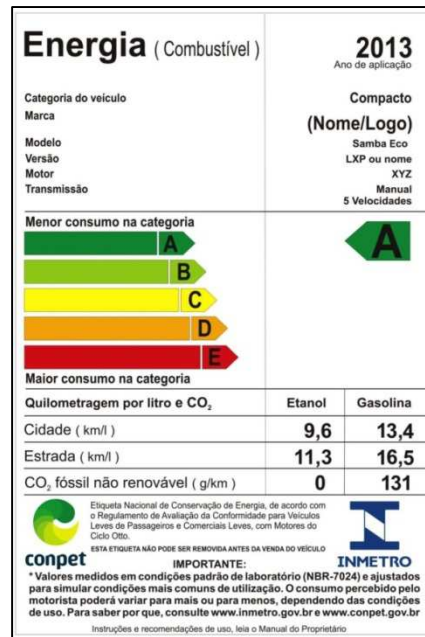 Energia ( Combustível ) 2013
Ano de aplicação
Categoria do veículo Compacto
Marca (Nome/Logo)
Modelo Samba Eco
Versão LXP ou nome
Motor XYZ
Transmissão Manual
5 Velocidades
Menor consumo na categoria
A A
B
C
D
E
Maior consumo na categoria
Quilometragem por litro e CO₂ Etanol Gasolina
Cidade ( km/l ) 9,6 13,4
Estrada ( km/l ) 11,3 16,5
CO₂ fóssil não renovável ( g/km ) 0 131
Etiqueta Nacional de Conservação de Energia, de acordo com
o Regulamento de Avaliação da Conformidade para Veículos
Leves de Passageiros e Comerciais Leves, com Motores do
Ciclo Otto.
ESTA ETIQUETA NÃO PODE SER REMOVIDA ANTES DA VENDA DO VEÍCULO
conpet IMPORTANTE: INMETRO
* Valores medidos em condições padrão de laboratório (NBR-7024) e ajustados
para simular condições mais comuns de utilização. O consumo percebido pelo
motorista poderá variar para mais ou para menos, dependendo das condições
de uso. Para saber por que, consulte www.inmetro.gov.br e www.conpet.gov.br
Instruções e recomendações de uso, leia o Manual do Proprietário